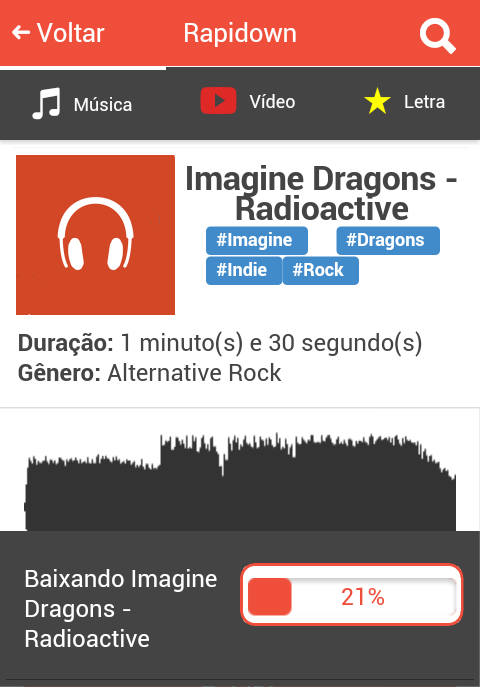 Voltar
Rapidown
Música
Vídeo
Letra
Imagine Dragons -
Radioactive
#Imagine #Dragons
#Indie #Rock
Duração: 1 minuto(s) e 30 segundo(s)
Gênero: Alternative Rock
Baixando Imagine
Dragons -
Radioactive
21%